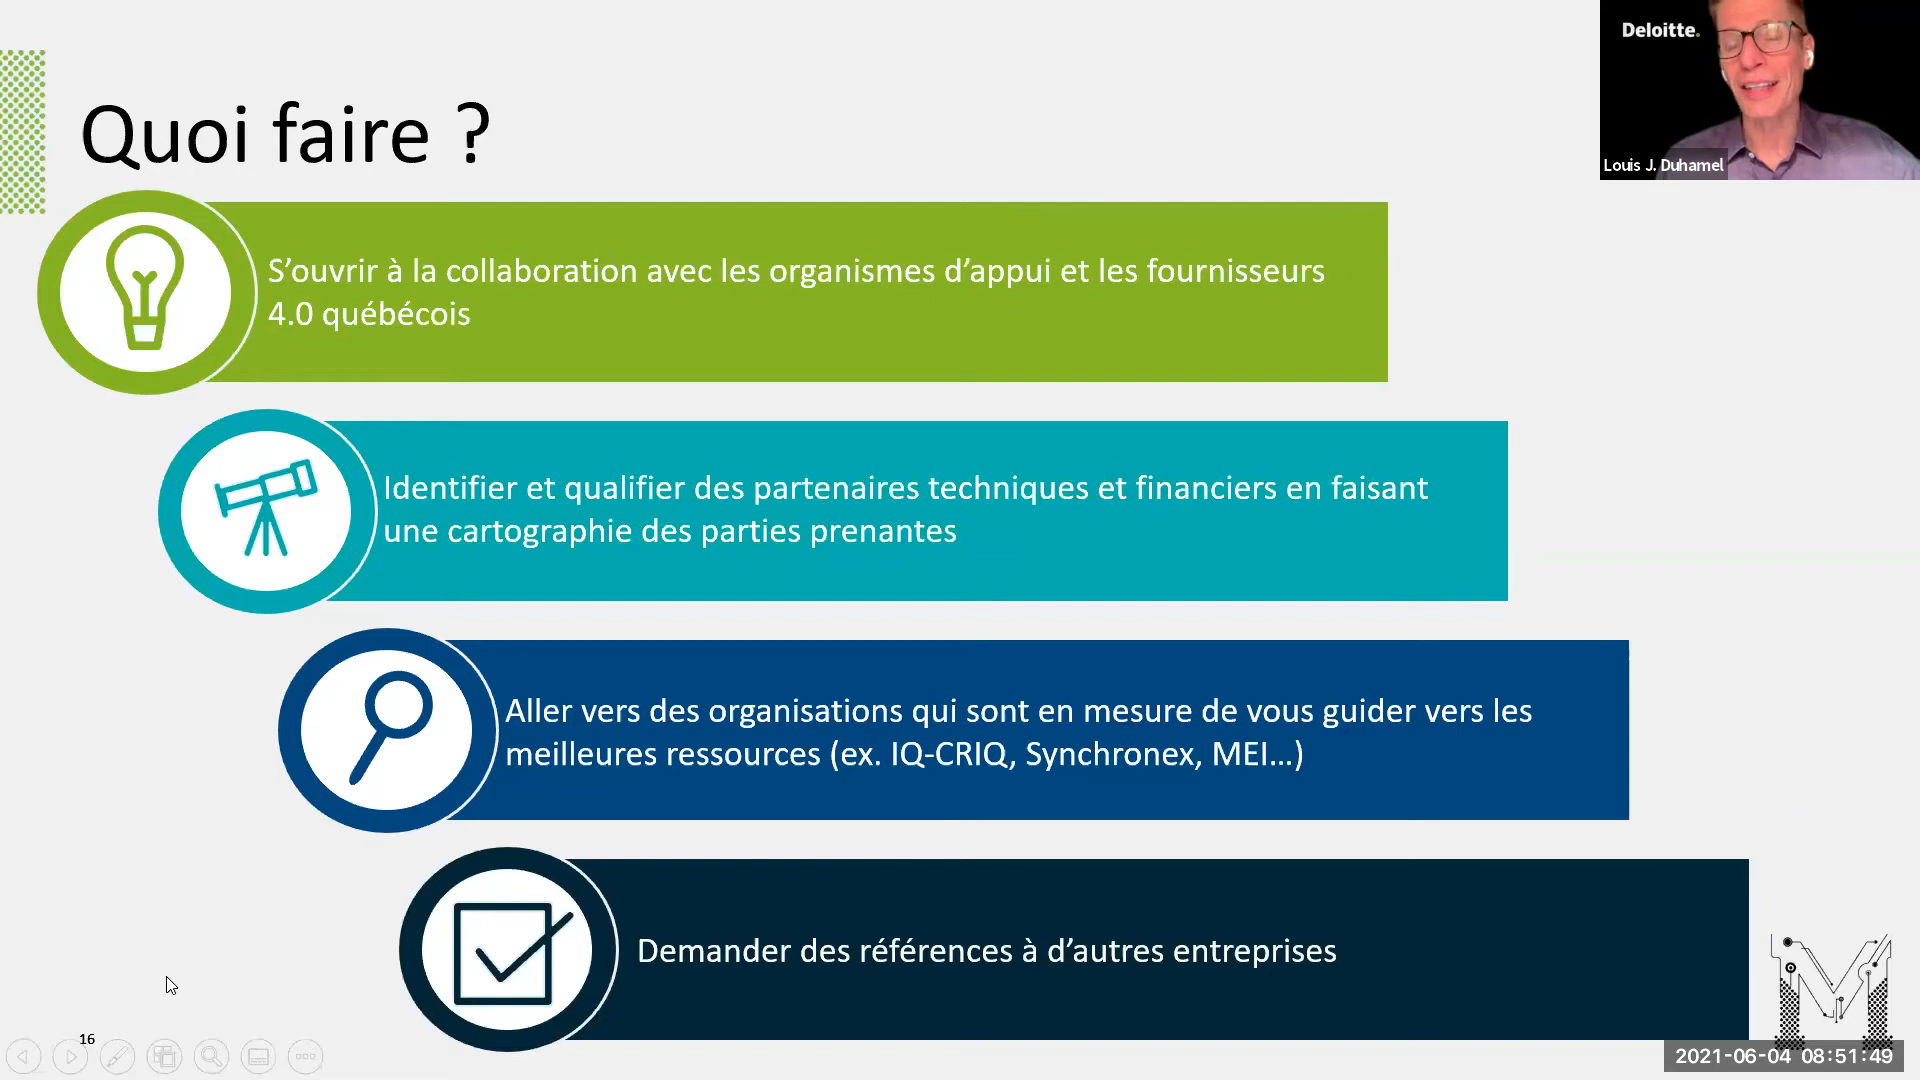 Deloitte.
Louis J. Duhamel
Quoi faire ?
S’ouvrir à la collaboration avec les organismes d’appui et les fournisseurs
4.0 québécois
Identifier et qualifier des partenaires techniques et financiers en faisant
une cartographie des parties prenantes
Aller vers des organisations qui sont en mesure de vous guider vers les
meilleures ressources (ex. IQ-CRIQ, Synchronex, MEI…)
Demander des références à d’autres entreprises
M
16
2021-06-04 08:51:49